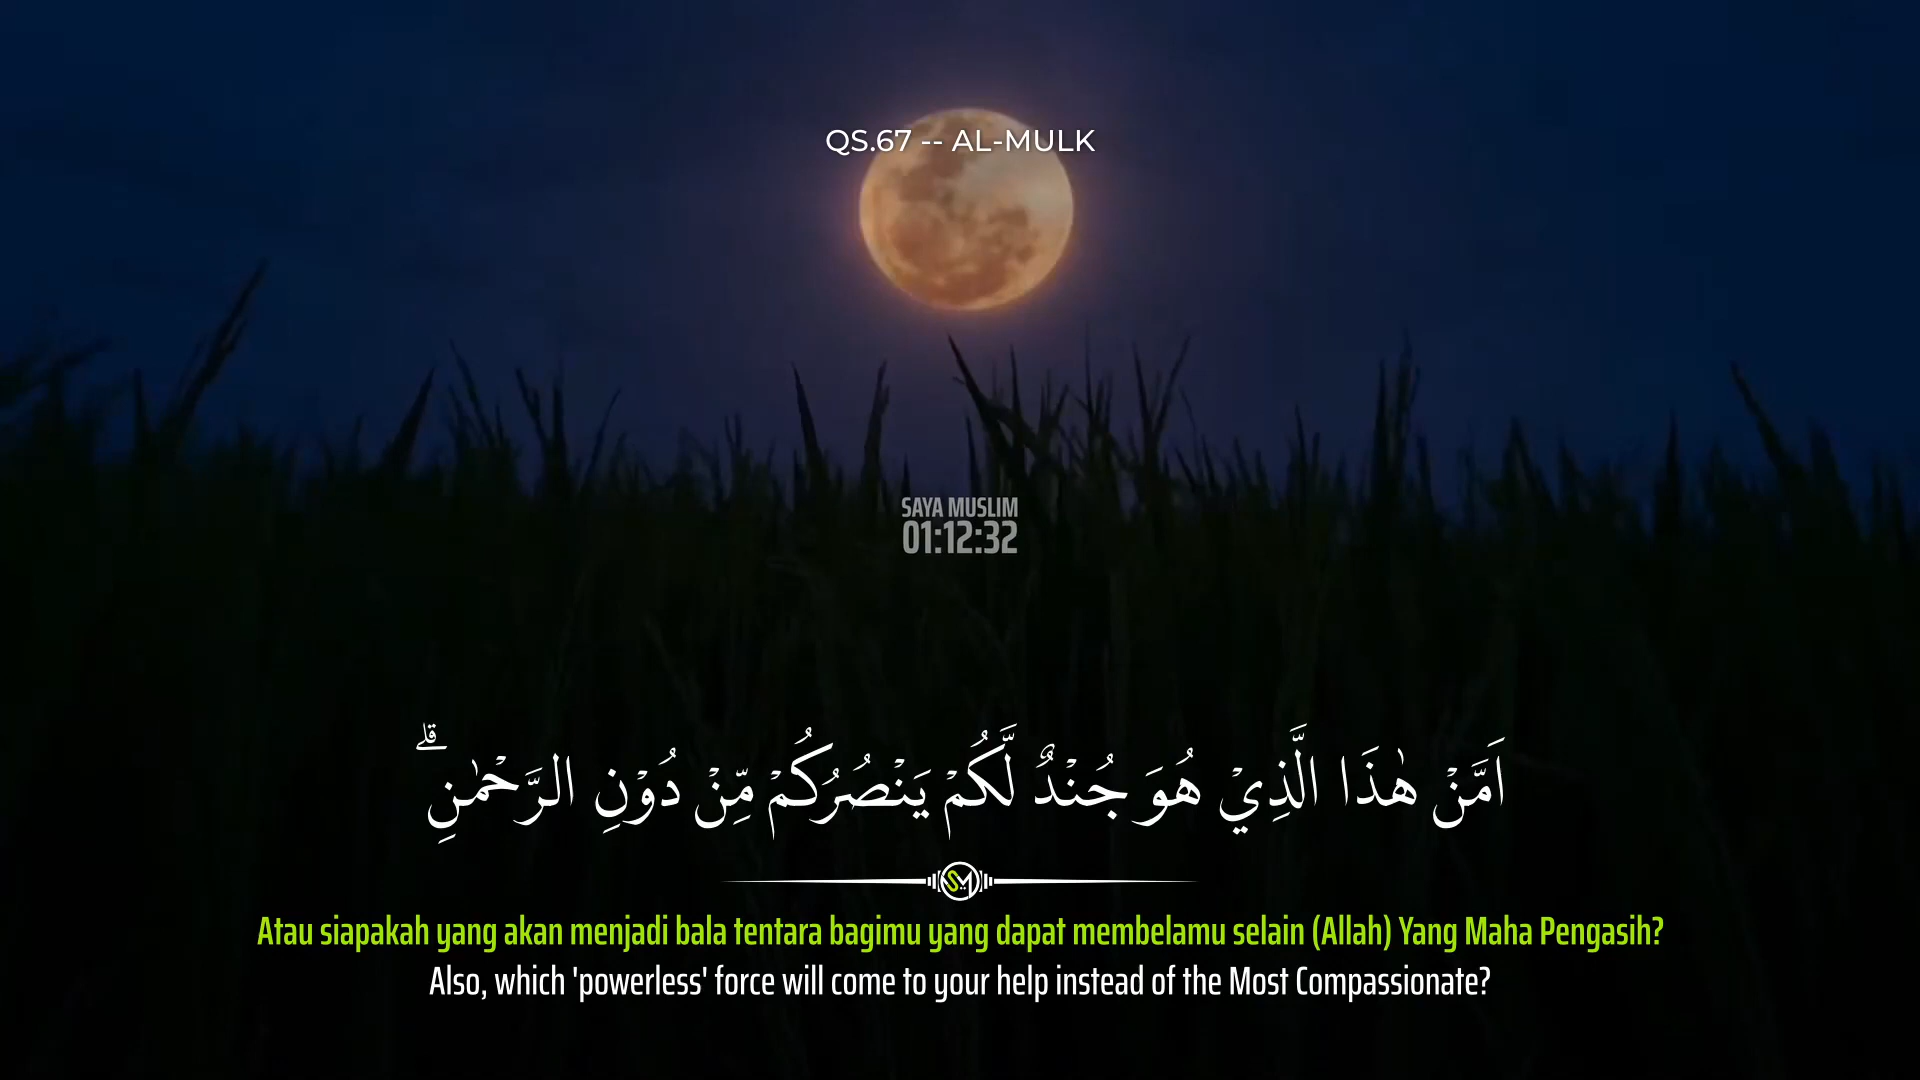 QS.67 -- AL-MULK
SAYA MUSLIM
01:12:32
اَمَّنْ هٰذَا الَّذِيْ هُوَ جُنْدٌ لَّكُمْ يَنْصُرُكُمْ مِّنْ دُوْنِ الرَّحْمٰنِۗ
SM
Atau siapakah yang akan menjadi bala tentara bagimu yang dapat membelamu selain (Allah) Yang Maha Pengasih?
Also, which 'powerless' force will come to your help instead of the Most Compassionate?